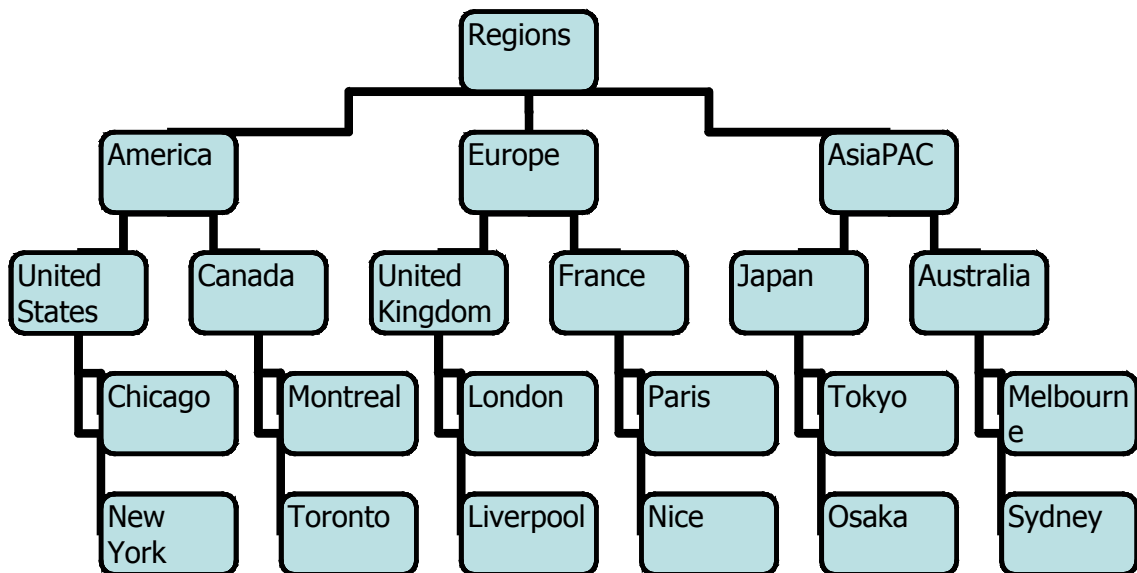 Regions
America
Europe
AsiaPAC
United
States
Canada
United
Kingdom
France
Japan
Australia
Chicago
Montreal
London
Paris
Tokyo
Melbourn
e
New
York
Toronto
Liverpool
Nice
Osaka
Sydney